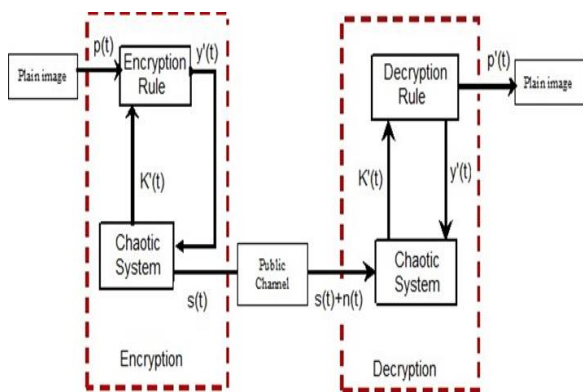 p(t)
y'(t)
Plain image
Encryption
Rule
K'(t)
Chaotic
System
s(t)
Encryption
Public
Channel
s(t)+n(t)
Decryption
Rule
p'(t)
Plain image
K'(t)
y'(t)
Chaotic
System
Decryption